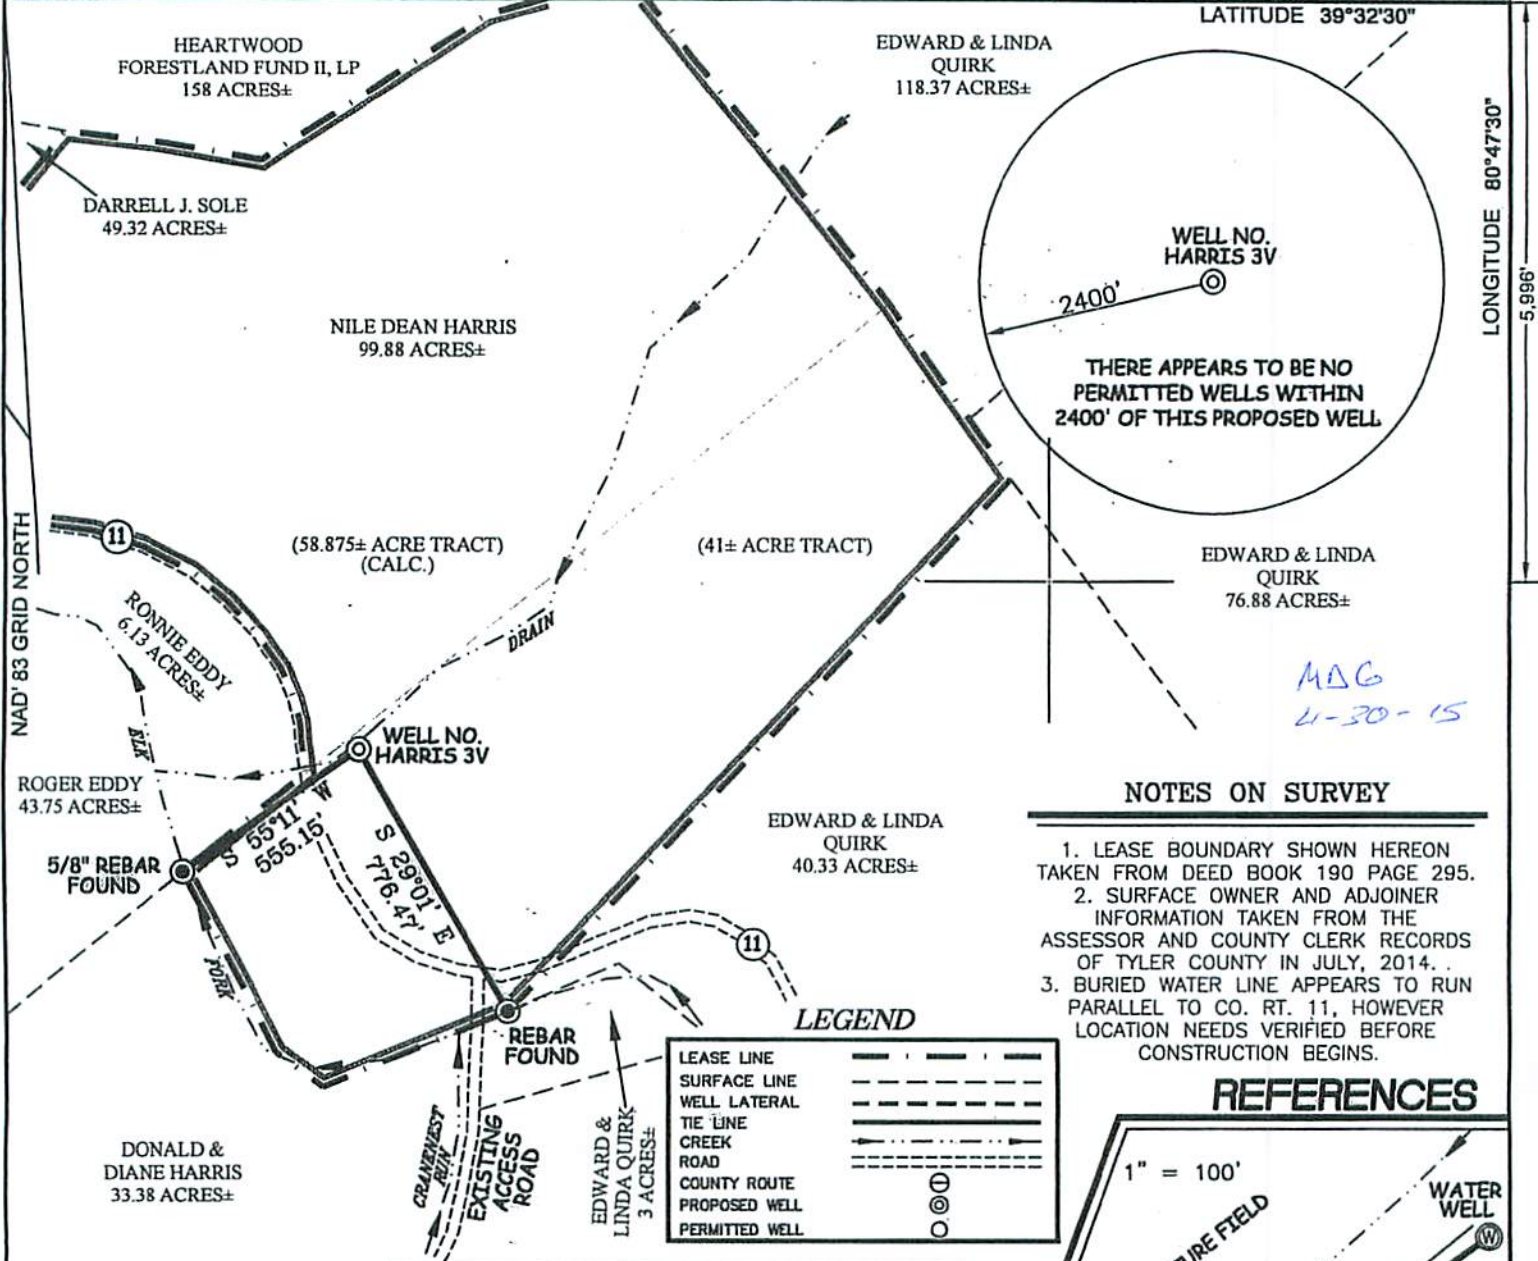 LATITUDE 39°32'30"
HEARTWOOD
FORESTLAND FUND II, LP
158 ACRES±
EDWARD & LINDA
QUIRK
118.37 ACRES±
LONGITUDE 80°47'30"
5,996'
DARRELL J. SOLE
49.32 ACRES±
WELL NO.
HARRIS 3V
2400'
THERE APPEARS TO BE NO
PERMITTED WELLS WITHIN
2400' OF THIS PROPOSED WELL
NILE DEAN HARRIS
99.88 ACRES±
NAD'83 GRID NORTH
11
(58.875± ACRE TRACT)
(CALC.)
(41± ACRE TRACT)
EDWARD & LINDA
QUIRK
76.88 ACRES±
RONNIE EDDY
6.13 ACRES±
DRAIN
MDG
4-30-15
ELK
WELL NO.
HARRIS 3V
ROGER EDDY
43.75 ACRES±
S 55°11' W
555.15'
S 29°01' E
776.47'
5/8" REBAR
FOUND
EDWARD & LINDA
QUIRK
40.33 ACRES±
NOTES ON SURVEY
1. LEASE BOUNDARY SHOWN HEREON
TAKEN FROM DEED BOOK 190 PAGE 295.
2. SURFACE OWNER AND ADJOINER
INFORMATION TAKEN FROM THE
ASSESSOR AND COUNTY CLERK RECORDS
OF TYLER COUNTY IN JULY, 2014.
3. BURIED WATER LINE APPEARS TO RUN
PARALLEL TO CO. RT. 11, HOWEVER
LOCATION NEEDS VERIFIED BEFORE
CONSTRUCTION BEGINS.
11
FORK
REBAR
FOUND
LEGEND
LEASE LINE
SURFACE LINE
WELL LATERAL
TIE LINE
CREEK
ROAD
COUNTY ROUTE
PROPOSED WELL
PERMITTED WELL
REFERENCES
DONALD &
DIANE HARRIS
33.38 ACRES±
CRANENEST
RUN
EXISTING
ACCESS
ROAD
EDWARD &
LINDA QUIRK
3 ACRES±
1" = 100'
WATER
WELL
W
URE FIELD